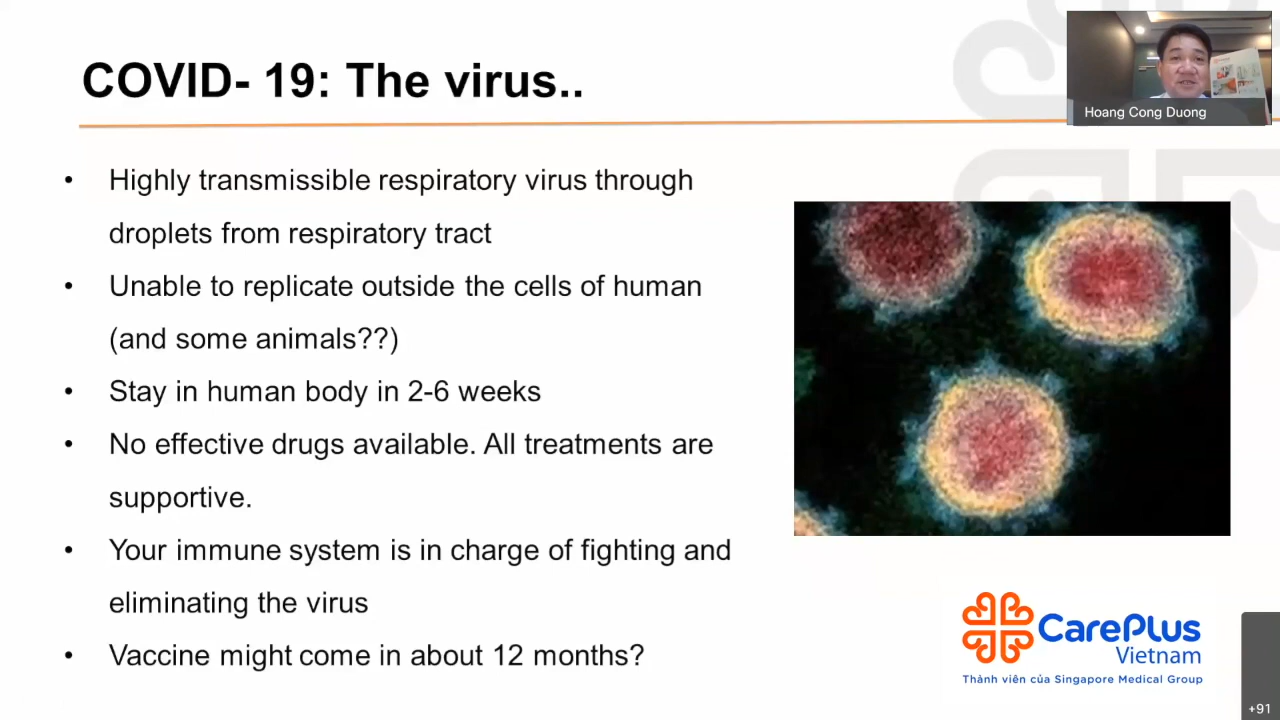 COVID- 19: The virus..
Hoang Cong Duong
• Highly transmissible respiratory virus through
droplets from respiratory tract
• Unable to replicate outside the cells of human
(and some animals??)
• Stay in human body in 2-6 weeks
• No effective drugs available. All treatments are
supportive.
• Your immune system is in charge of fighting and
eliminating the virus
• Vaccine might come in about 12 months?
CarePlus
Vietnam
Thành viên của Singapore Medical Group
+91